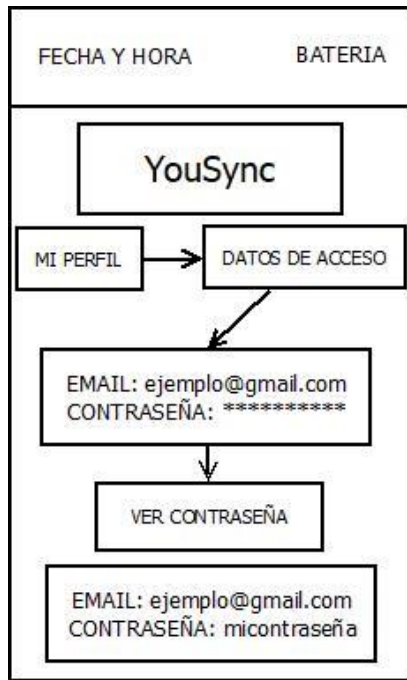 FECHA Y HORA BATERIA
YouSync
MI PERFIL DATOS DE ACCESO
EMAIL: ejemplo@gmail.com
CONTRASEÑA: **********
VER CONTRASEÑA
EMAIL: ejemplo@gmail.com
CONTRASEÑA: micontraseña